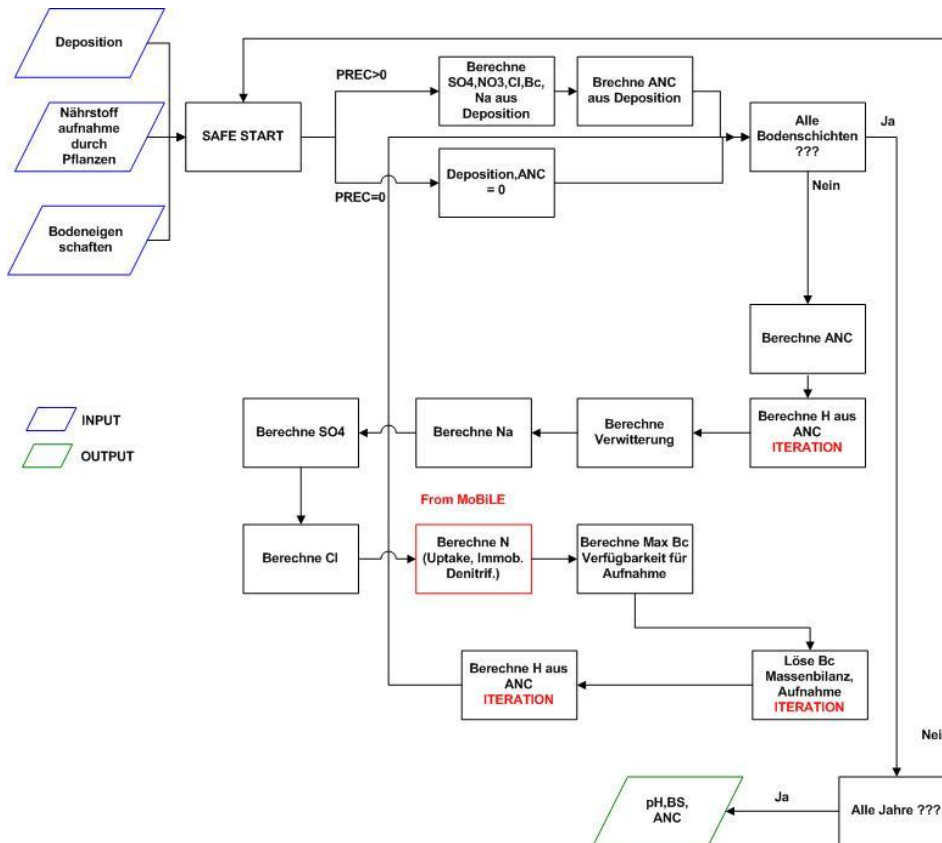 Deposition
Nährstoff
aufnahme
durch
Pflanzen
Bodeneigen
schaften
SAFE START
PREC>0
PREC=0
Berechne
SO4,NO3,Cl,Bc,
Na aus
Deposition
Brechne ANC
aus Deposition
Deposition,ANC
= 0
Alle
Bodenschichten
???
Ja
Nein
Berechne ANC
Berechne H aus
ANC
ITERATION
Berechne
Verwitterung
Berechne Na
Berechne SO4
INPUT
OUTPUT
From MoBiLE
Berechne Cl
Berechne N
(Uptake, Immob.
Denitrif.)
Berechne Max Bc
Verfügbarkeit für
Aufnahme
Löse Bc
Massenbilanz,
Aufnahme
ITERATION
Berechne H aus
ANC
ITERATION
Nei
Alle Jahre ???
Ja
pH,BS,
ANC